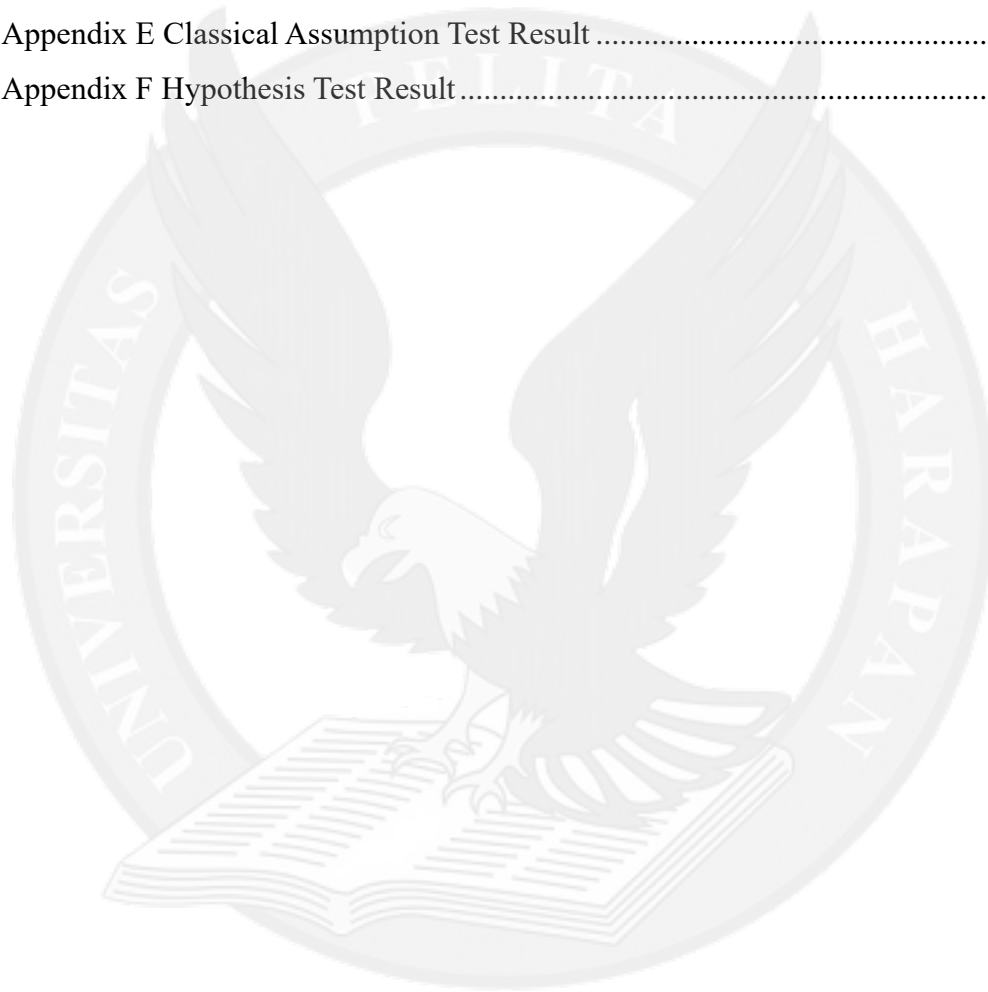 Appendix E Classical Assumption Test Result ................................................
Appendix F Hypothesis Test Result .................................................................
UNIVERSITAS PELITA HARAPAN